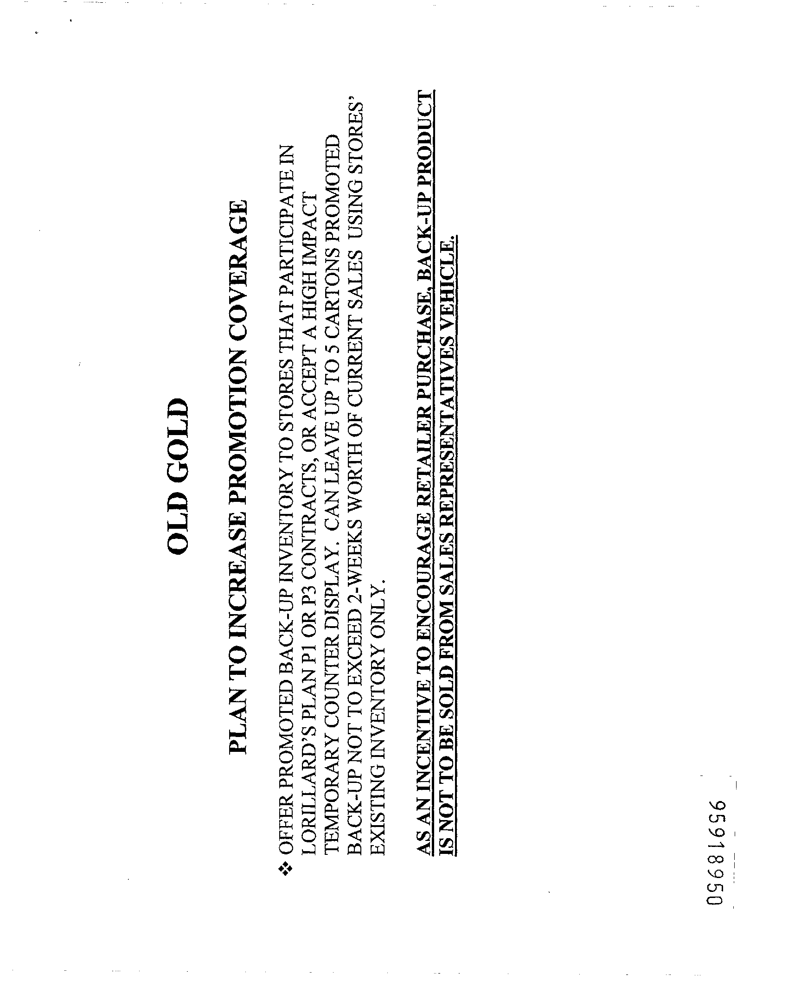 OLD GOLD
PLAN TO INCREASE PROMOTION COVERAGE
❖ OFFER PROMOTED BACK-UP INVENTORY TO STORES THAT PARTICIPATE IN
LORILLARD'S PLAN P1 OR P3 CONTRACTS, OR ACCEPT A HIGH IMPACT
TEMPORARY COUNTER DISPLAY. CAN LEAVE UP TO 5 CARTONS PROMOTED
BACK-UP NOT TO EXCEED 2-WEEKS WORTH OF CURRENT SALES USING STORES'
EXISTING INVENTORY ONLY.
AS AN INCENTIVE TO ENCOURAGE RETAILER PURCHASE, BACK-UP PRODUCT
IS NOT TO BE SOLD FROM SALES REPRESENTATIVES VEHICLE.
95918950